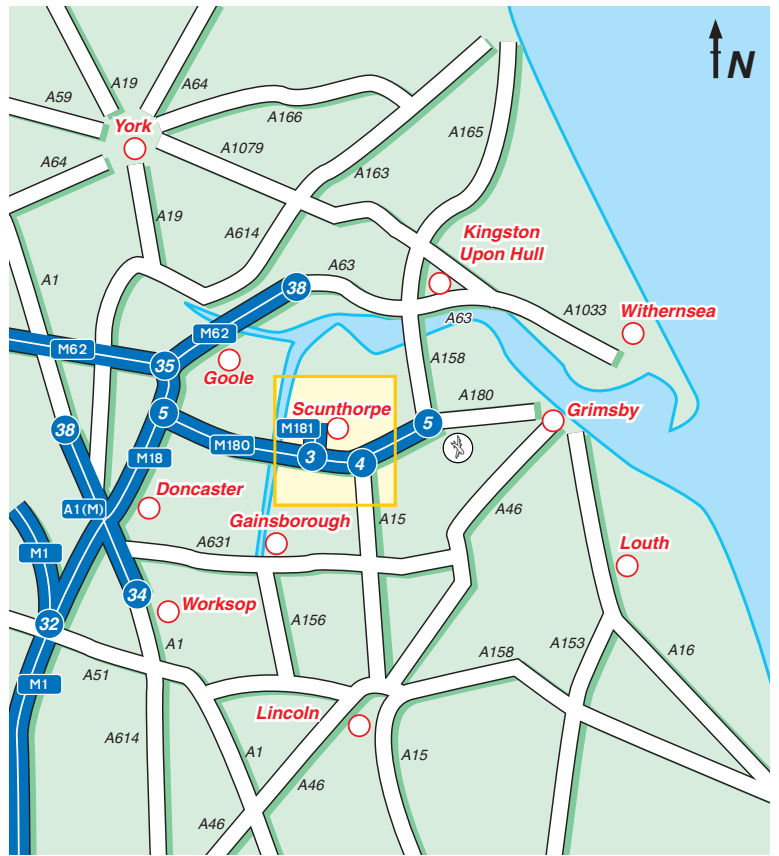 N
A19
A64
A59
York
A166
A165
A1079
A64
A163
A19
A614
Kingston
Upon Hull
A1
A63
38
A1033
Withernsea
M62
A63
M62
35
Goole
A158
A180
Scunthorpe
Grimsby
5
5
M181
38
M180
3
4
M18
Doncaster
A1(M)
A15
A46
Gainsborough
A631
M1
Louth
34
Worksop
A156
32
A1
A158
A153
A16
A51
M1
Lincoln
A614
A1
A15
A46
A46